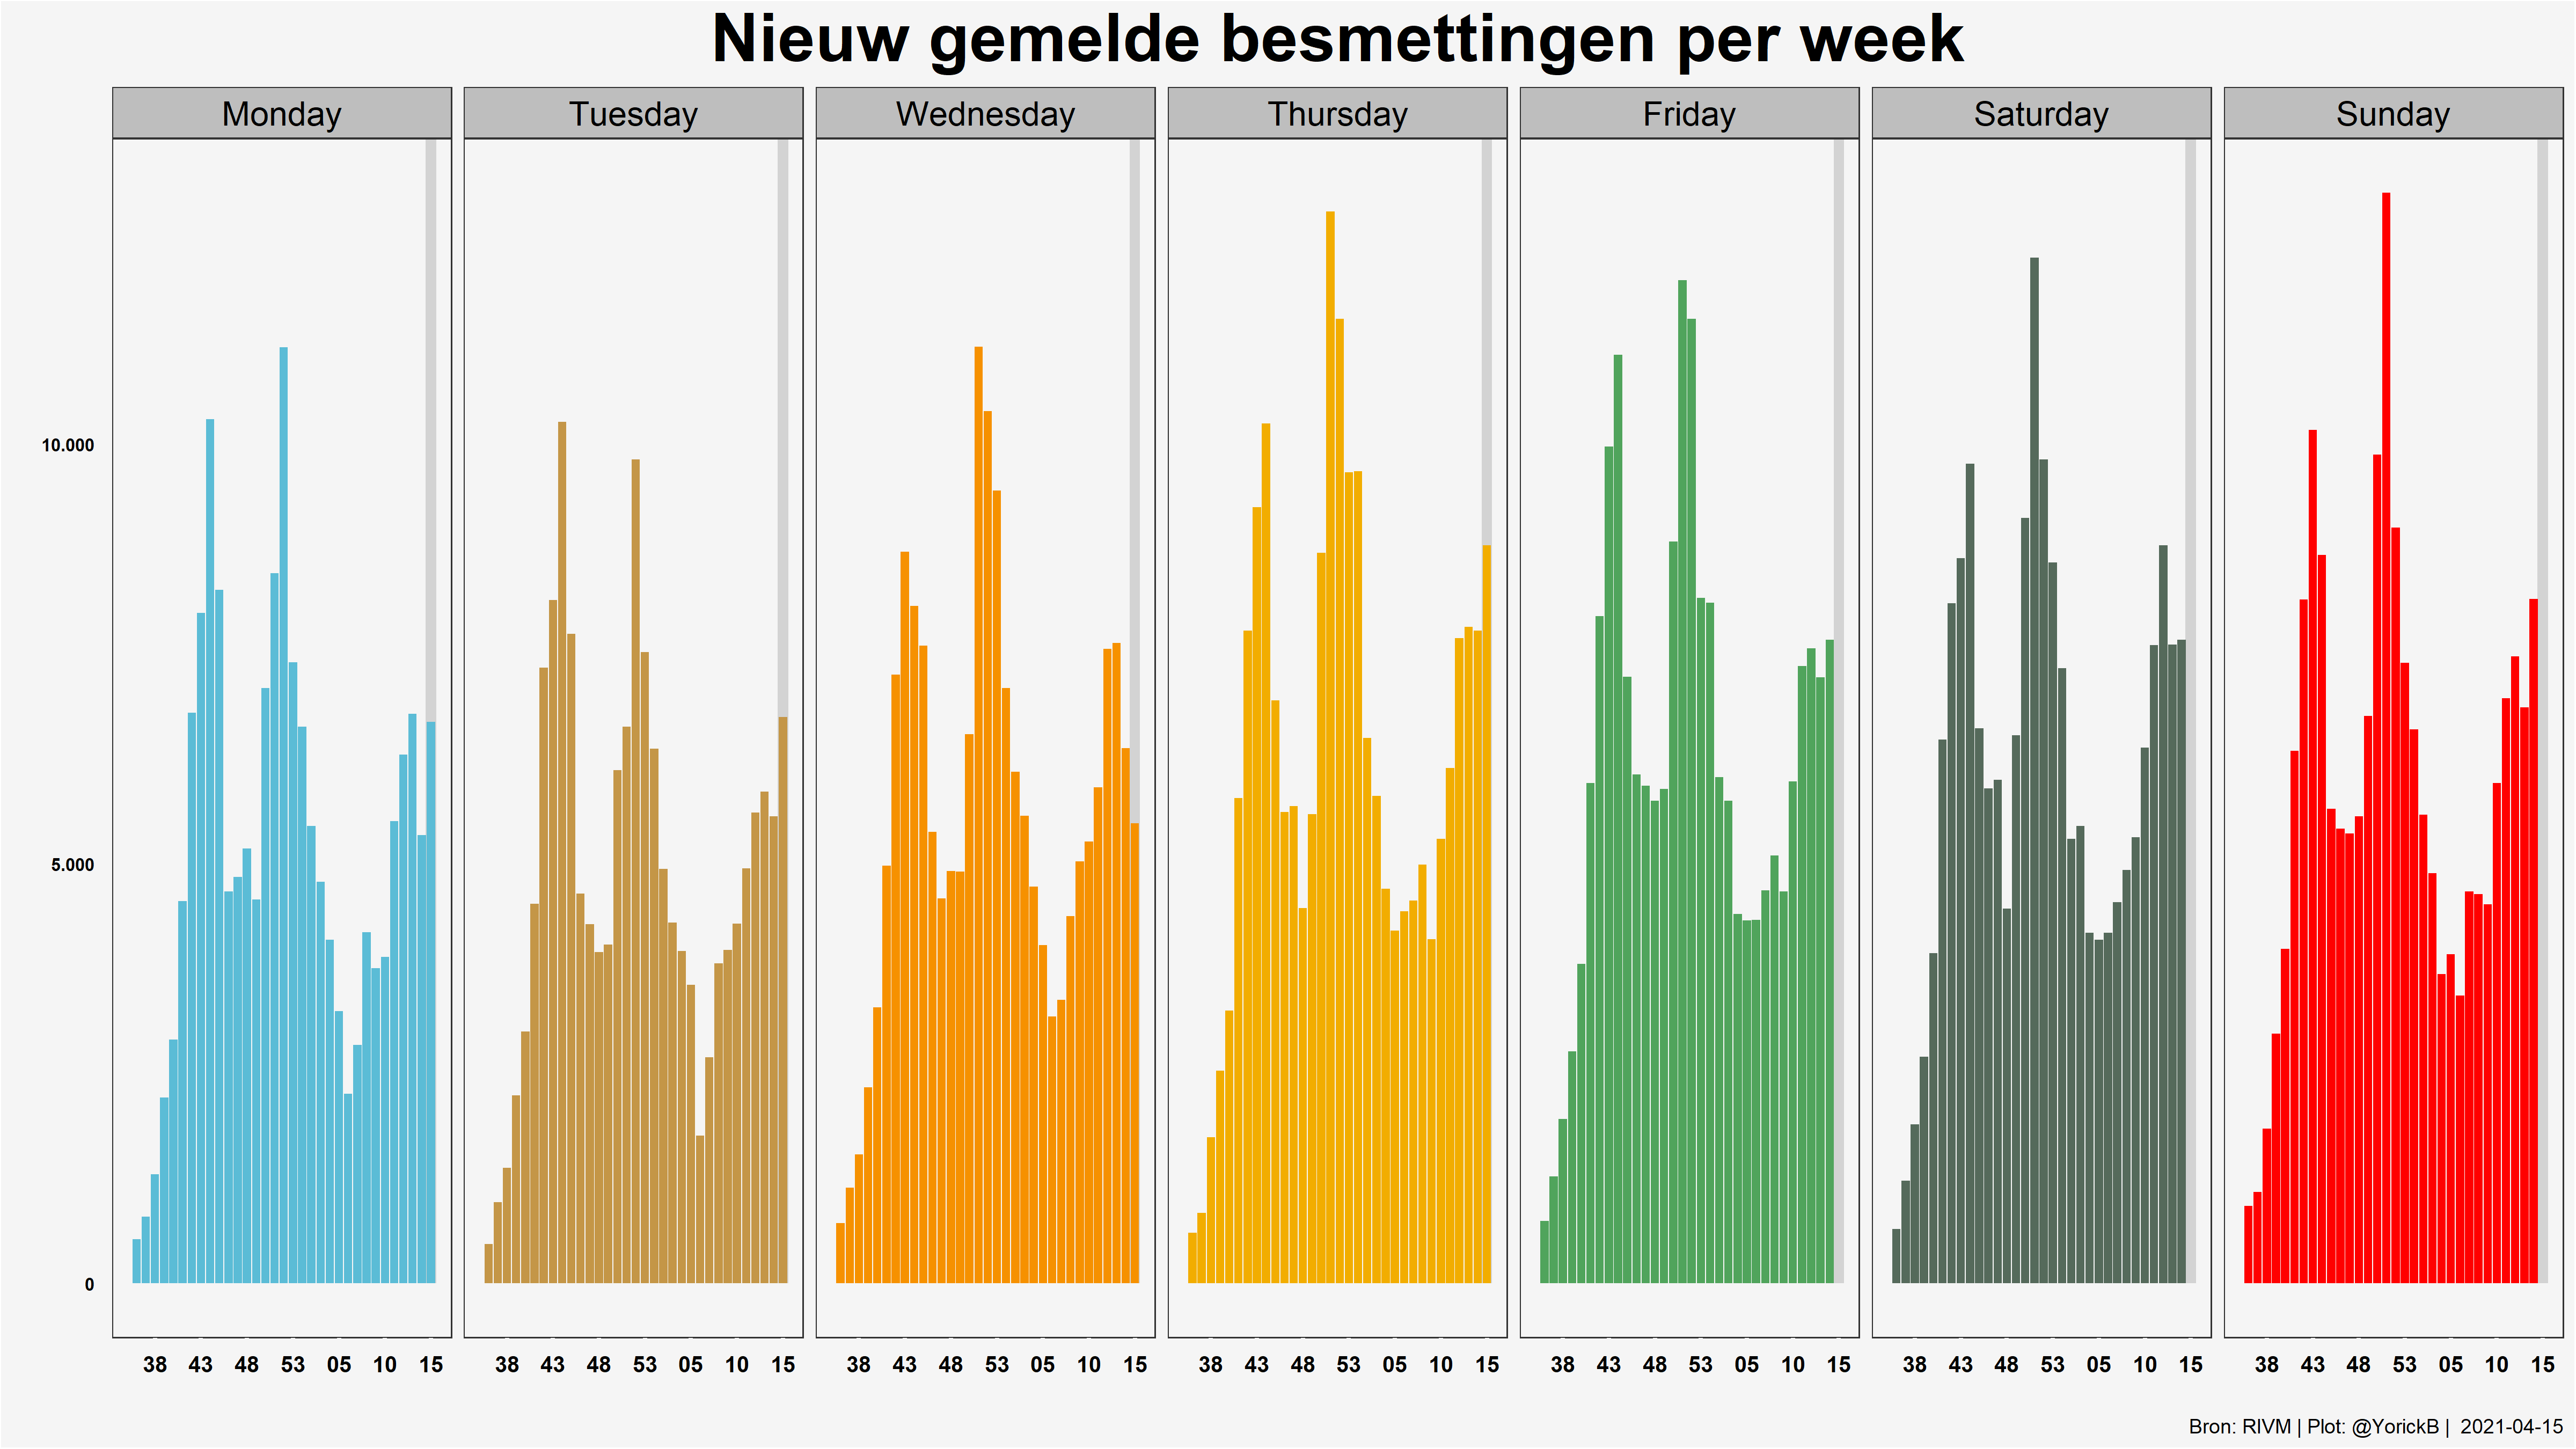 Nieuw gemelde besmettingen per week
Monday Tuesday Wednesday Thursday Friday Saturday Sunday
10.000
5.000
0
38 43 48 53 05 10 15 38 43 48 53 05 10 15 38 43 48 53 05 10 15 38 43 48 53 05 10 15 38 43 48 53 05 10 15 38 43 48 53 05 10 15 38 43 48 53 05 10 15
Bron: RIVM | Plot: @YorickB | 2021-04-15